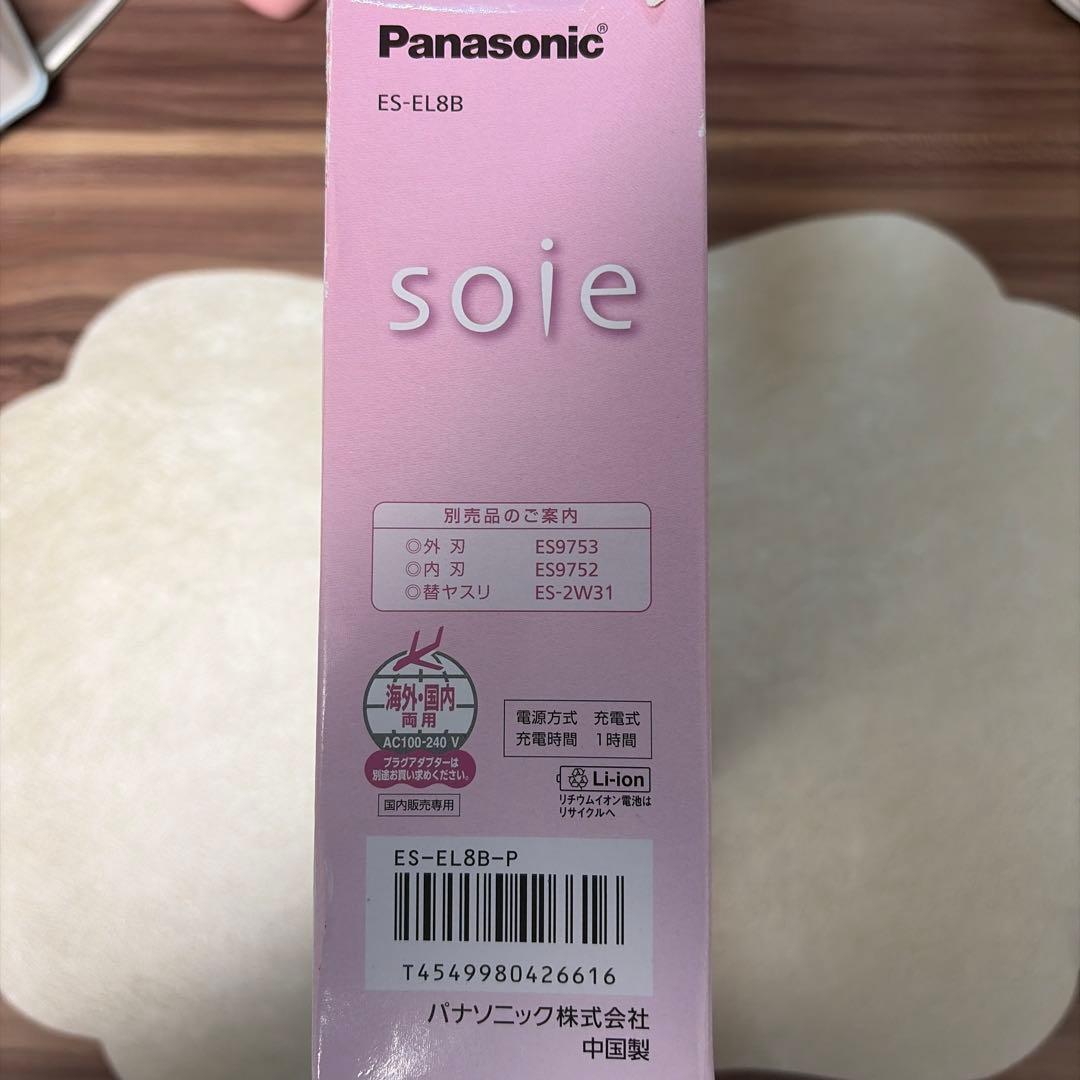 Panasonic®
ES-EL8B
soie
別売品のご案内
◎外 刃 ES9753
◎内 刃 ES9752
◎替ヤスリ ES-2W31
海外・国内
両用
AC100-240 V
プラグアダプターは
別途お買い求めください。
国内販売専用
電源方式 充電式
充電時間 1時間
Li-ion
リチウムイオン電池は
リサイクルへ
ES-EL8B-P
T4549980426616
パナソニック株式会社
中国製